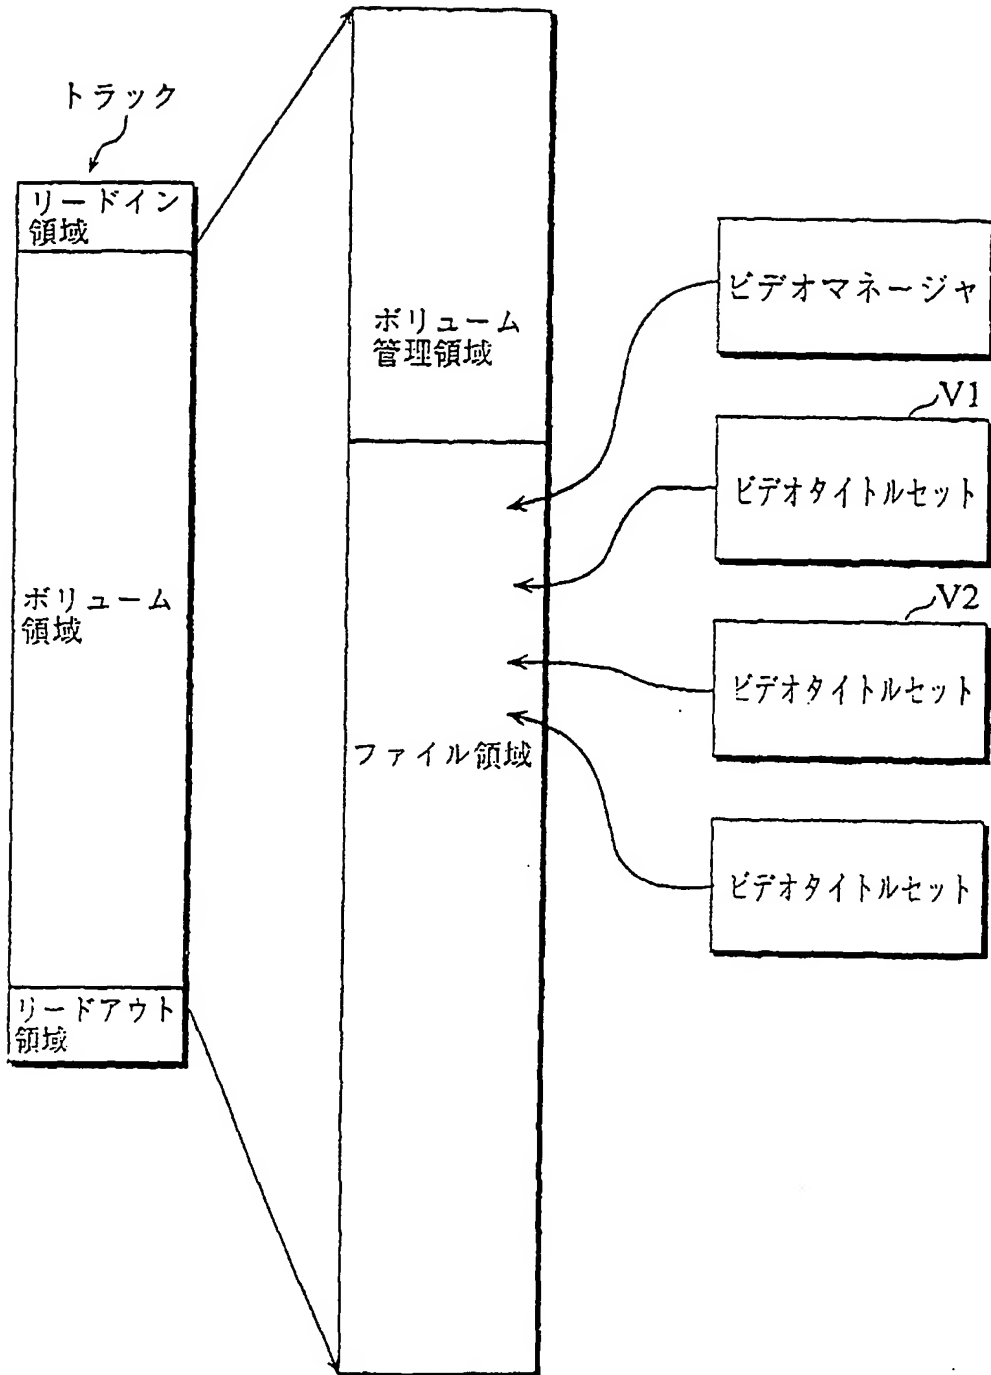 トラック
リードイン
領域
ボリューム
領域
リードアウト
領域
ボリューム
管理領域
ファイル領域
ビデオマネージャ
V1
ビデオタイトルセット
V2
ビデオタイトルセット
ビデオタイトルセット